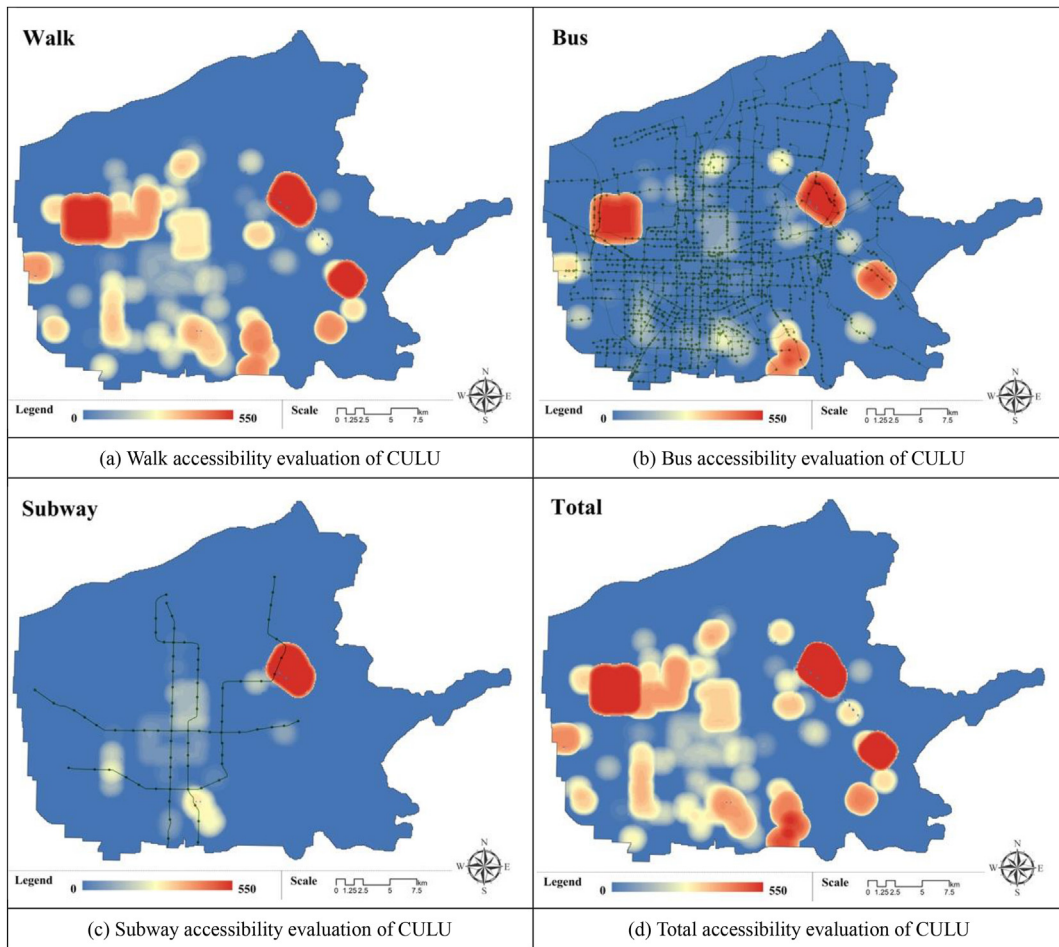 Walk
N
W E
S
Legend 0 550 Scale 0 1.25 2.5 5 7.5 km
(a) Walk accessibility evaluation of CULU
Bus
N
W E
S
Legend 0 550 Scale 0 1.25 2.5 5 7.5 km
(b) Bus accessibility evaluation of CULU
Subway
N
W E
S
Legend 0 550 Scale 0 1.25 2.5 5 7.5 km
(c) Subway accessibility evaluation of CULU
Total
N
W E
S
Legend 0 550 Scale 0 1.25 2.5 5 7.5 km
(d) Total accessibility evaluation of CULU